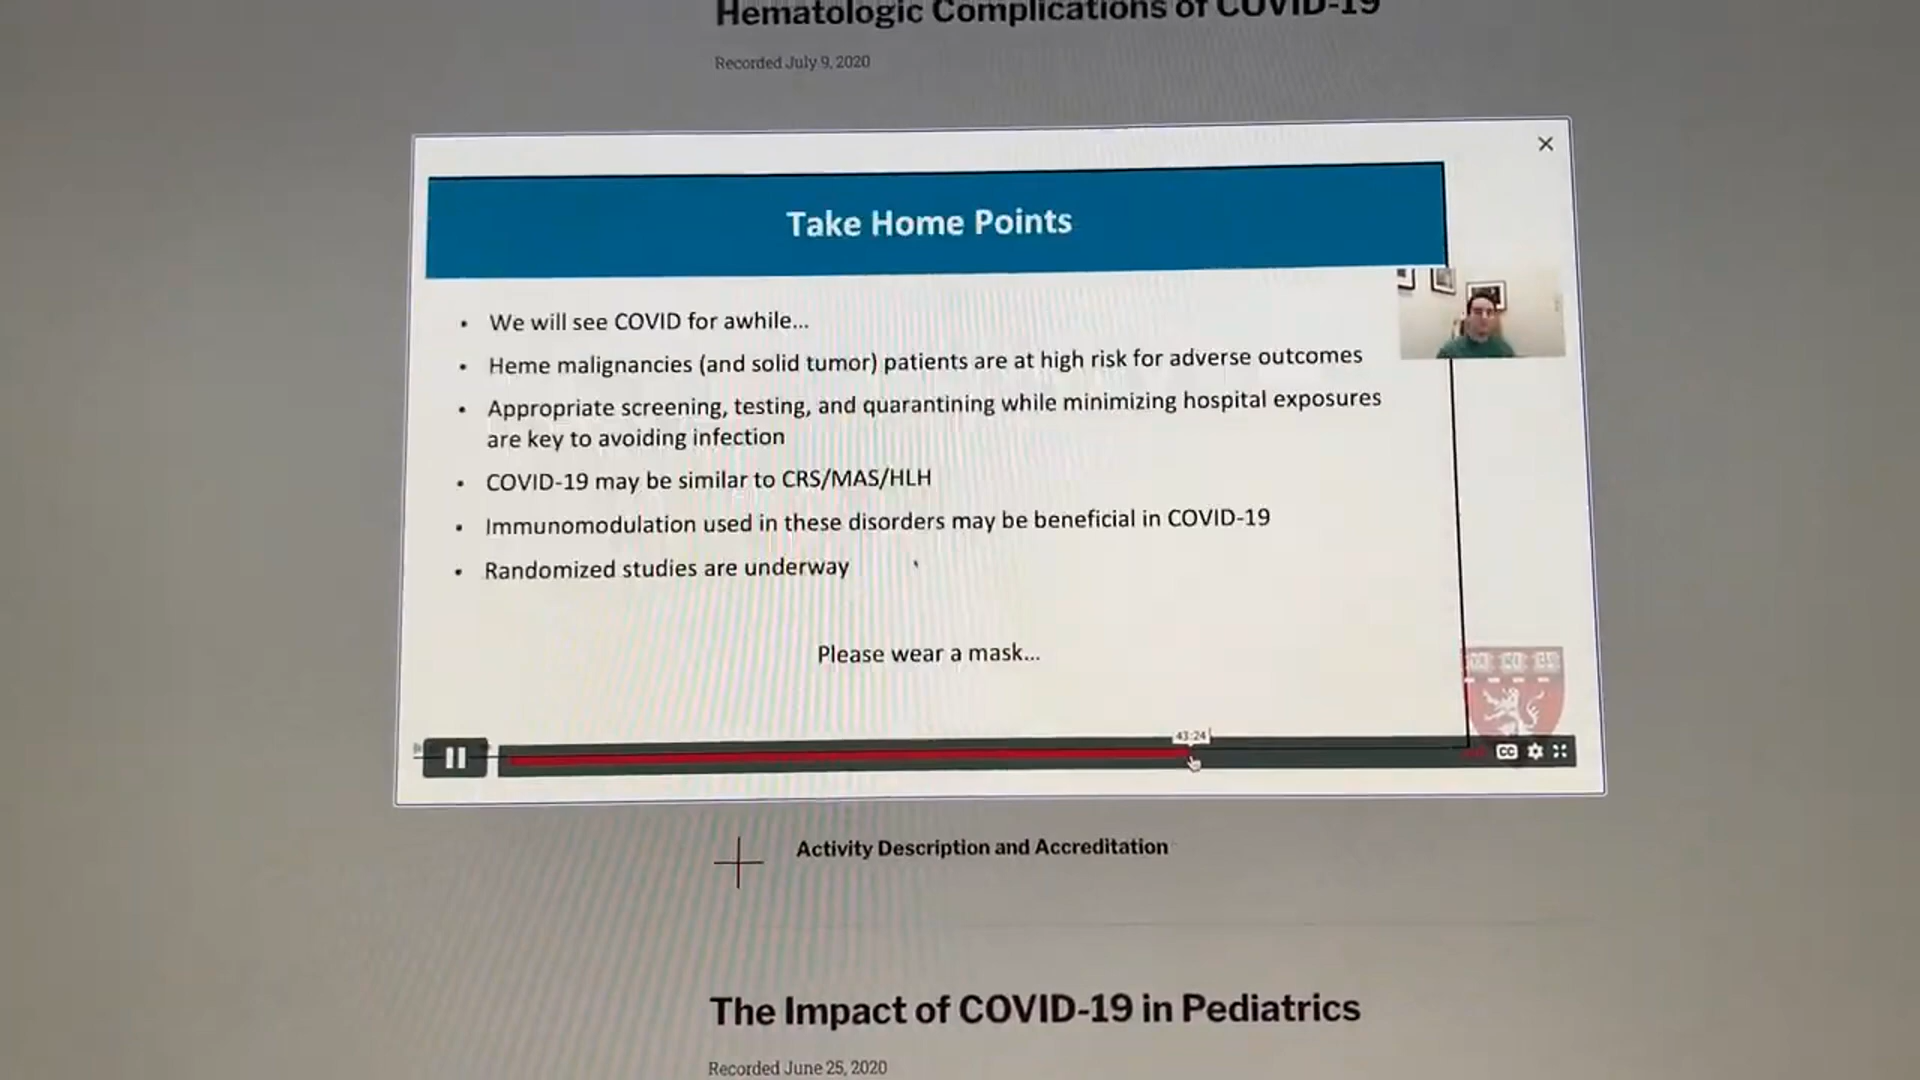 Hematologic Complications of COVID-19
Recorded July 9, 2020
Take Home Points
• We will see COVID for awhile...
• Heme malignancies (and solid tumor) patients are at high risk for adverse outcomes
• Appropriate screening, testing, and quarantining while minimizing hospital exposures
are key to avoiding infection
• COVID-19 may be similar to CRS/MAS/HLH
• Immunomodulation used in these disorders may be beneficial in COVID-19
• Randomized studies are underway
Please wear a mask...
43:24
CC
Activity Description and Accreditation
The Impact of COVID-19 in Pediatrics
Recorded June 25, 2020